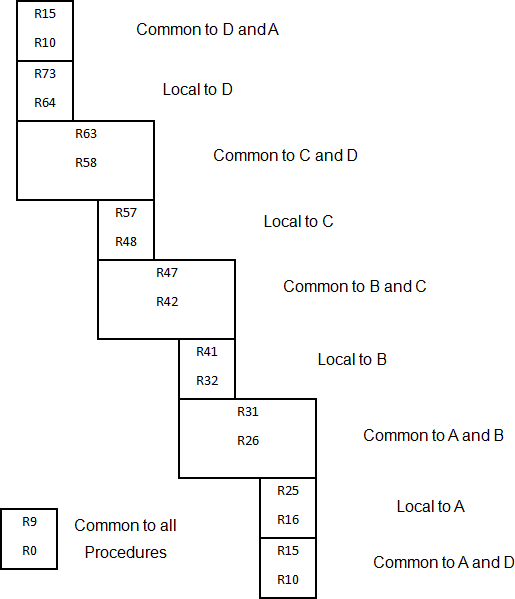 R15
R10
Common to D and A
R73
R64
Local to D
R63
R58
Common to C and D
R57
R48
Local to C
R47
R42
Common to B and C
R41
R32
Local to B
R31
R26
Common to A and B
R25
R16
Local to A
R15
R10
Common to A and D
R9
R0
Common to all
Procedures